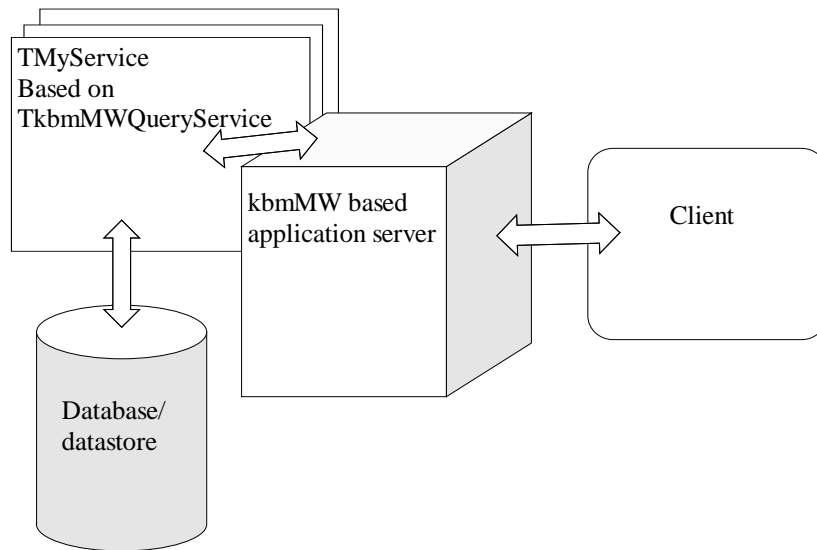 TMyService
Based on
TkbmMWQueryService
kbmMW based
application server
Client
Database/
datastore